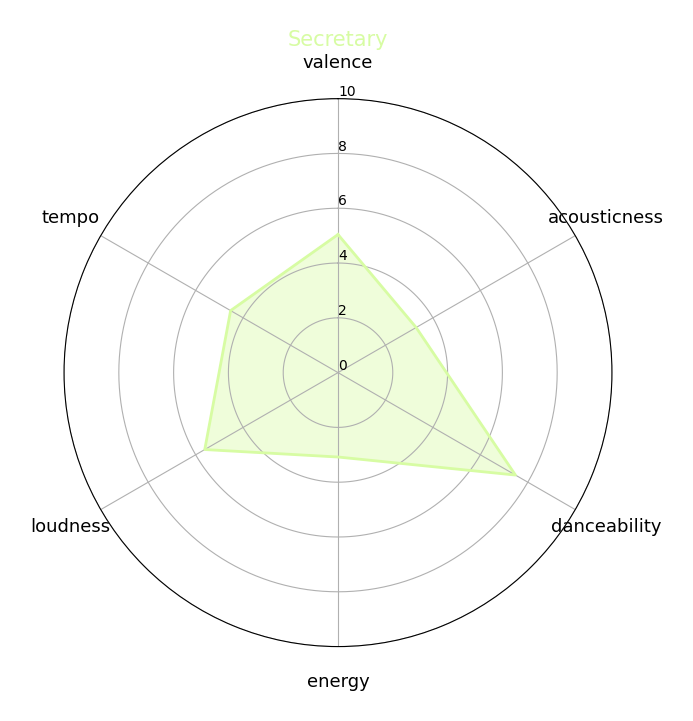 Secretary
valence
10
8
tempo
acousticness
6
4
2
0
loudness
danceability
energy